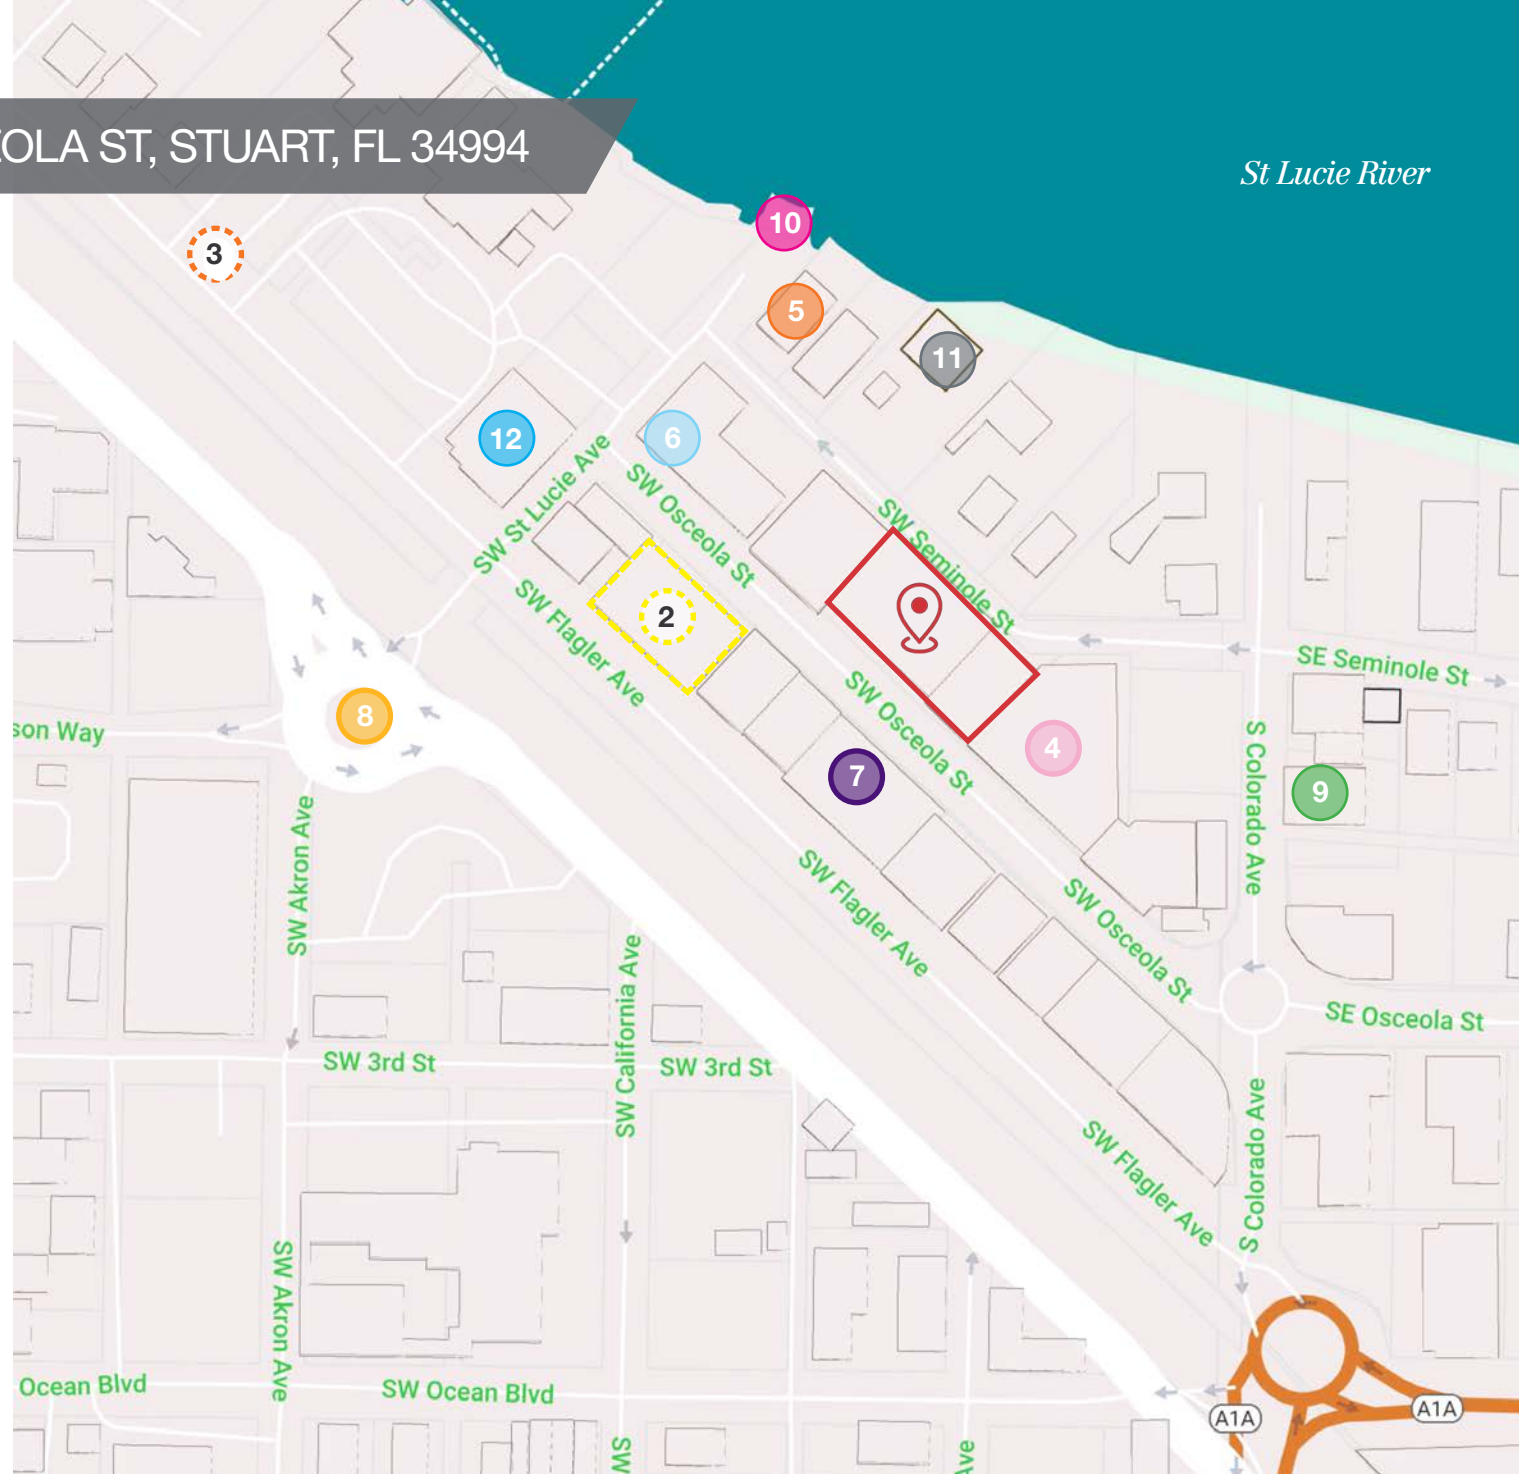 OLA ST, STUART, FL 34994
St Lucie River
10
3
5
11
12
6
SW St Lucie Ave
SW Osceola St
SW Seminole St
2
SW Flagler Ave
SE Seminole St
SW Osceola St
8
son Way
4
7
S Colorado Ave
9
SW Akron Ave
SW Flagler Ave
SW Osceola St
SW California Ave
SE Osceola St
SW 3rd St
SW 3rd St
SW Flagler Ave
S Colorado Ave
SW Akron Ave
Ocean Blvd
SW Ocean Blvd
A1A
A1A
SW
Ave